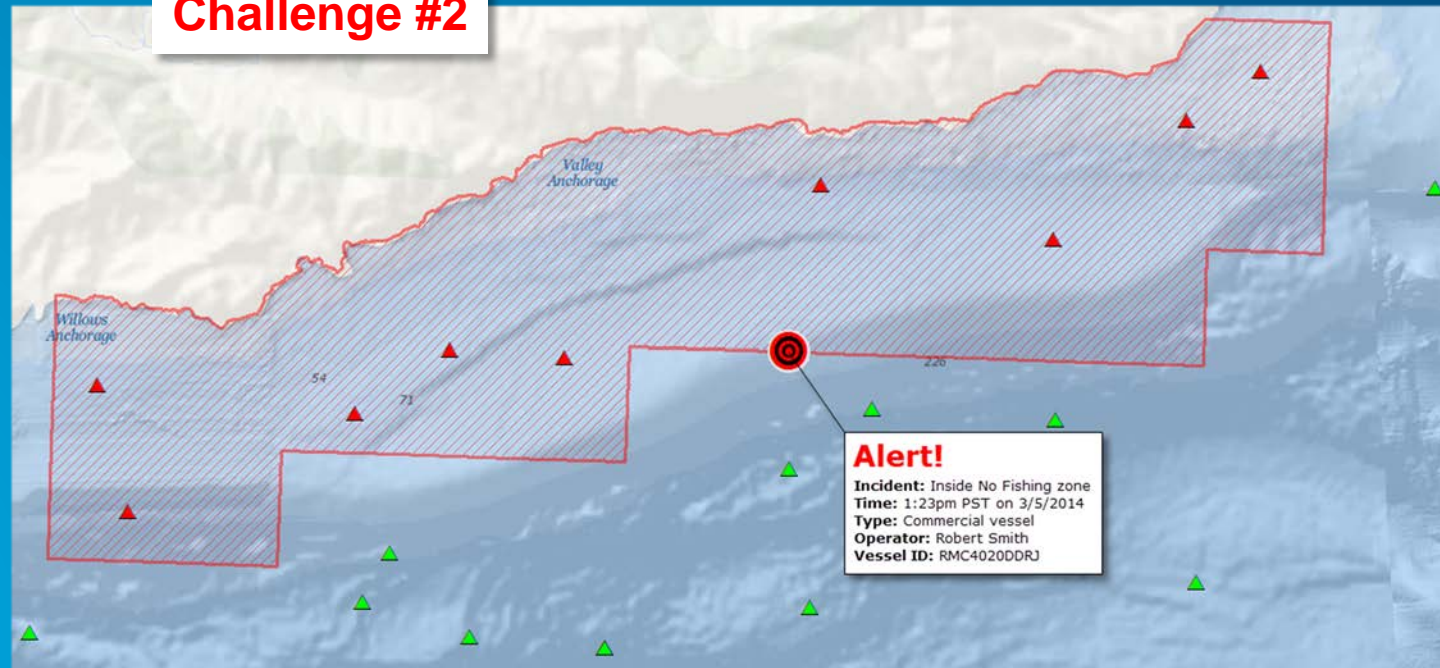 Challenge #2
Valley
Anchorage
Willows
Anchorage
54
71
226
Alert!
Incident: Inside No Fishing zone
Time: 1:23pm PST on 3/5/2014
Type: Commercial vessel
Operator: Robert Smith
Vessel ID: RMC4020DDRJ